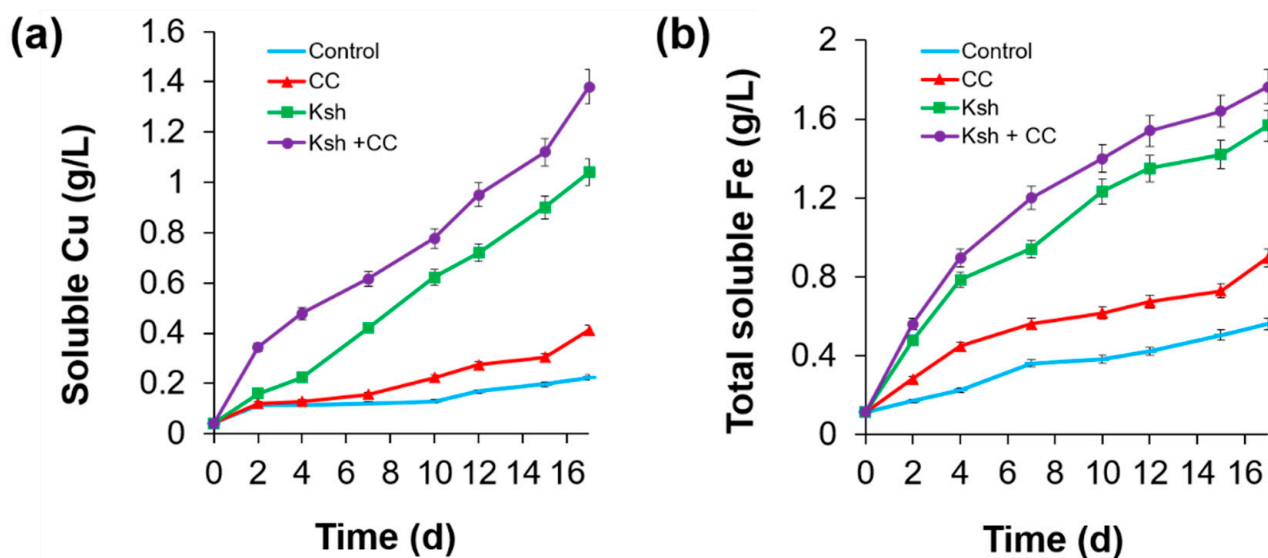 (a)
Soluble Cu (g/L)
1.6
1.4
1.2
1
0.8
0.6
0.4
0.2
0
Control
CC
Ksh
Ksh +CC
0 2 4 6 8 10 12 14 16
Time (d)
(b)
Total soluble Fe (g/L)
2
1.6
1.2
0.8
0.4
0
Control
CC
Ksh
Ksh + CC
0 2 4 6 8 10 12 14 16
Time (d)